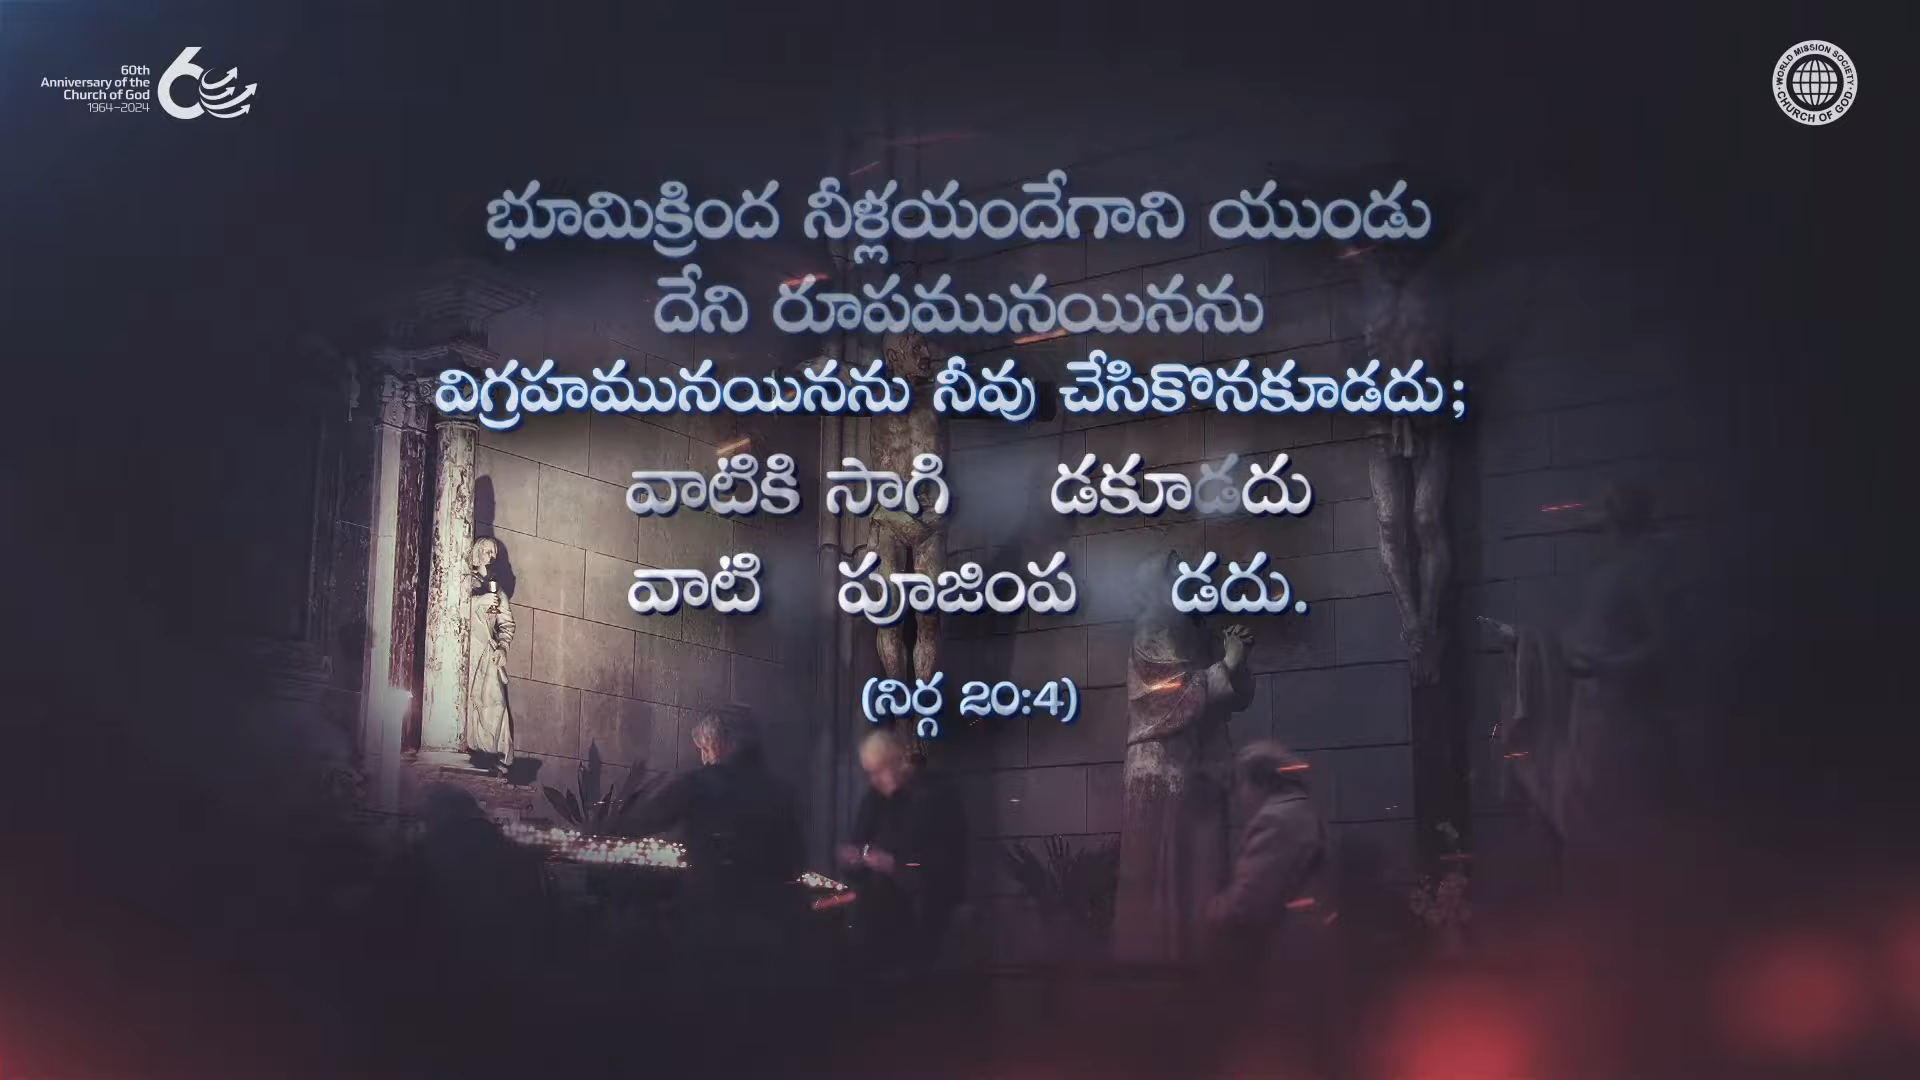 60th
Anniversary of the
Church of God
1964–2024
60
WORLD MISSION SOCIETY
CHURCH OF GOD
భూమిక్రింద నీళ్లయందేగాని యుండు
దేని రూపమునయినను
విగ్రహమునయినను నీవు చేసికొనకూడదు;
వాటికి సాగి డకూడదు
వాటి పూజింప డదు.
(నిర్గ 20:4)